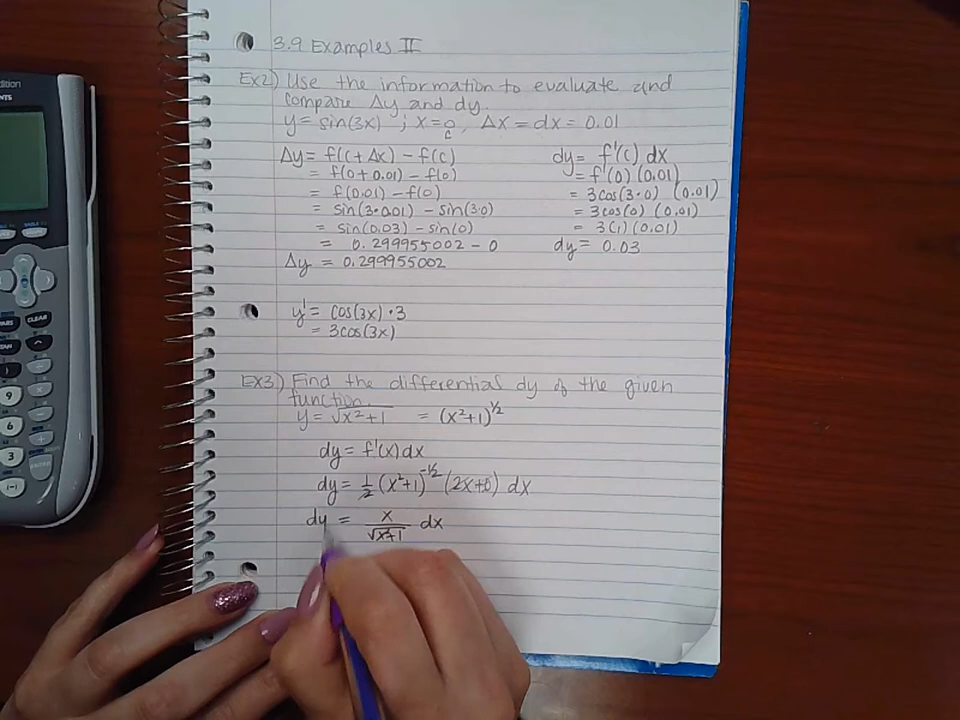 3.9 Examples II
Ex2) Use the information to evaluate and
compare Δy and dy.
y = sin(3x) ; x = 0, Δx = dx = 0.01
c
Δy = f(c + Δx) - f(c)
= f(0 + 0.01) - f(0)
= f(0.01) - f(0)
= sin(3•0.01) - sin(3•0)
= sin(0.03) - sin(0)
= 0.299955002 - 0
Δy = 0.299955002
dy = f'(c) dx
= f'(0) (0.01)
= 3cos(3•0) (0.01)
= 3cos(0) (0.01)
= 3(1) (0.01)
dy = 0.03
y' = cos(3x) • 3
= 3cos(3x)
Ex3.) Find the differential dy of the given
function.
y = √x²+1 = (x²+1)^1/2
dy = f'(x) dx
dy = 1/2 (x²+1)^-1/2 (2x+0) dx
dy = x/√x²+1 dx
CLEAR
9
6
3
(-)